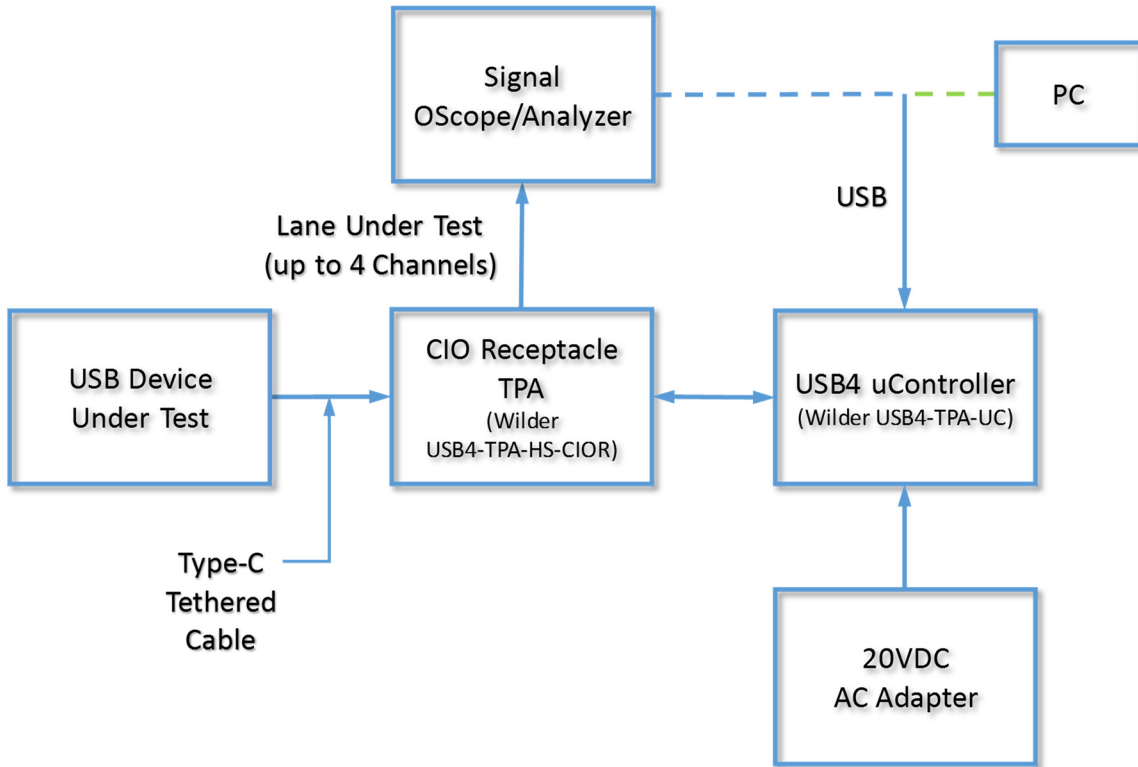 Signal
OScope/Analyzer
PC
USB
Lane Under Test
(up to 4 Channels)
USB Device
Under Test
CIO Receptacle
TPA
(Wilder
USB4-TPA-HS-CIOR)
USB4 uController
(Wilder USB4-TPA-UC)
Type-C
Tethered
Cable
20VDC
AC Adapter